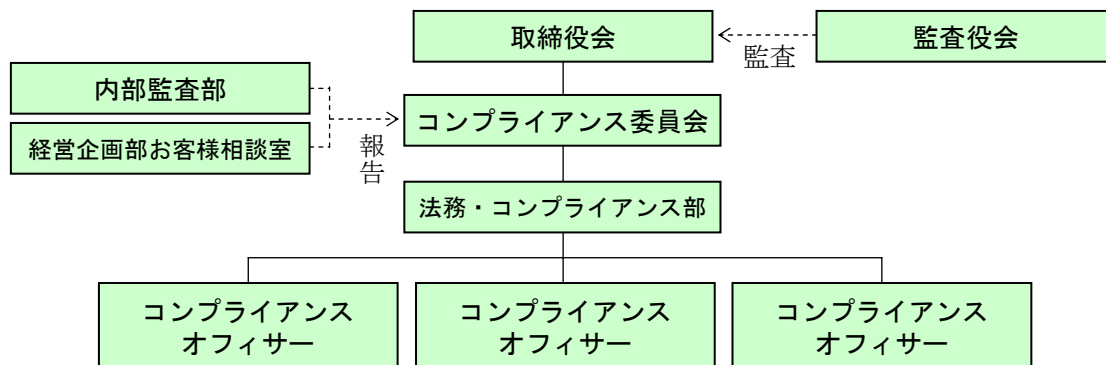 取締役会
監査役会
監査
内部監査部
経営企画部お客様相談室
報告
コンプライアンス委員会
法務・コンプライアンス部
コンプライアンス
オフィサー
コンプライアンス
オフィサー
コンプライアンス
オフィサー